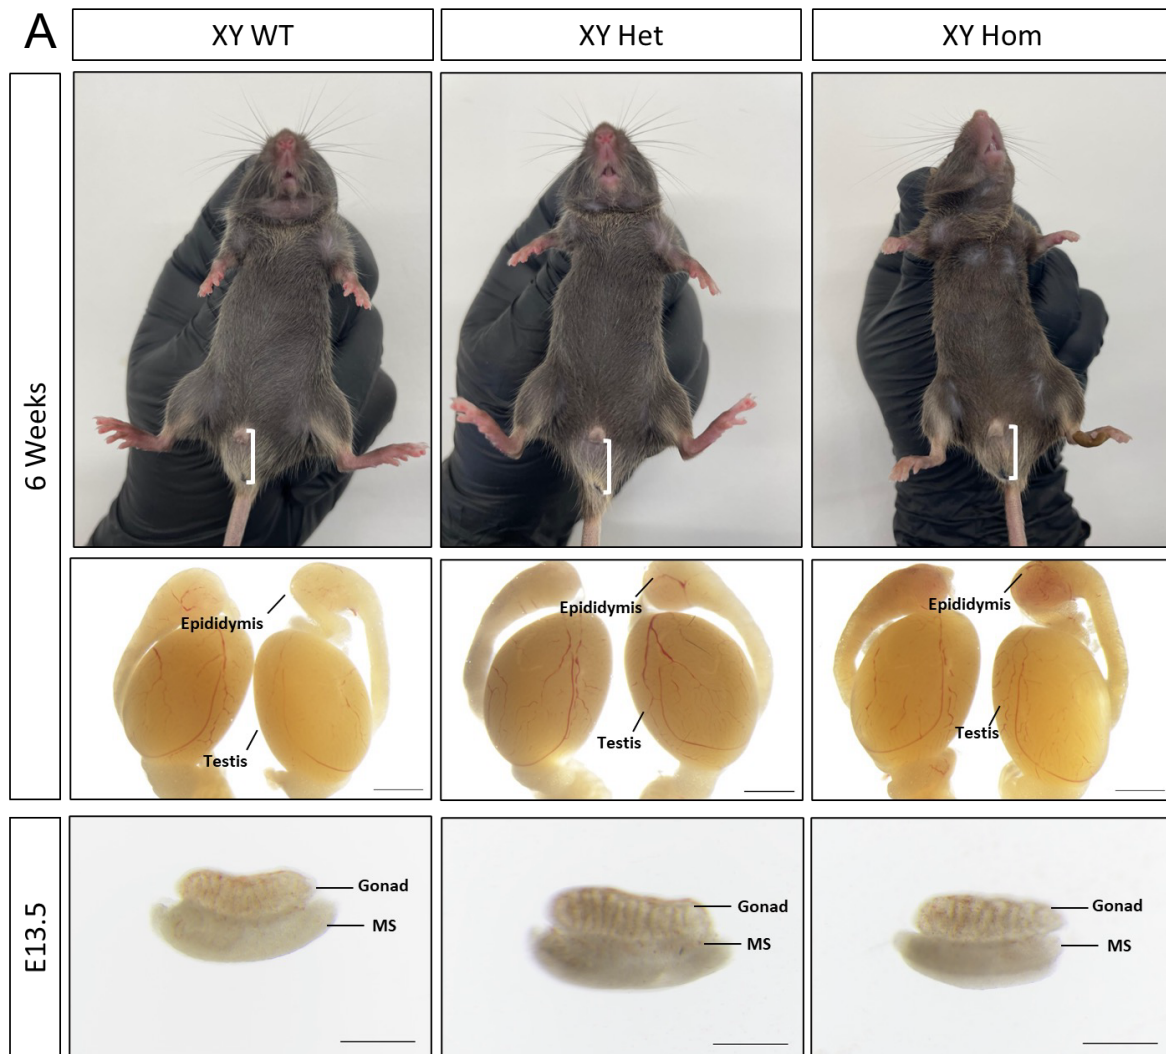 A
XY WT
XY Het
XY Hom
6 Weeks
Epididymis
Testis
Epididymis
Testis
Epididymis
Testis
E13.5
Gonad
MS
Gonad
MS
Gonad
MS